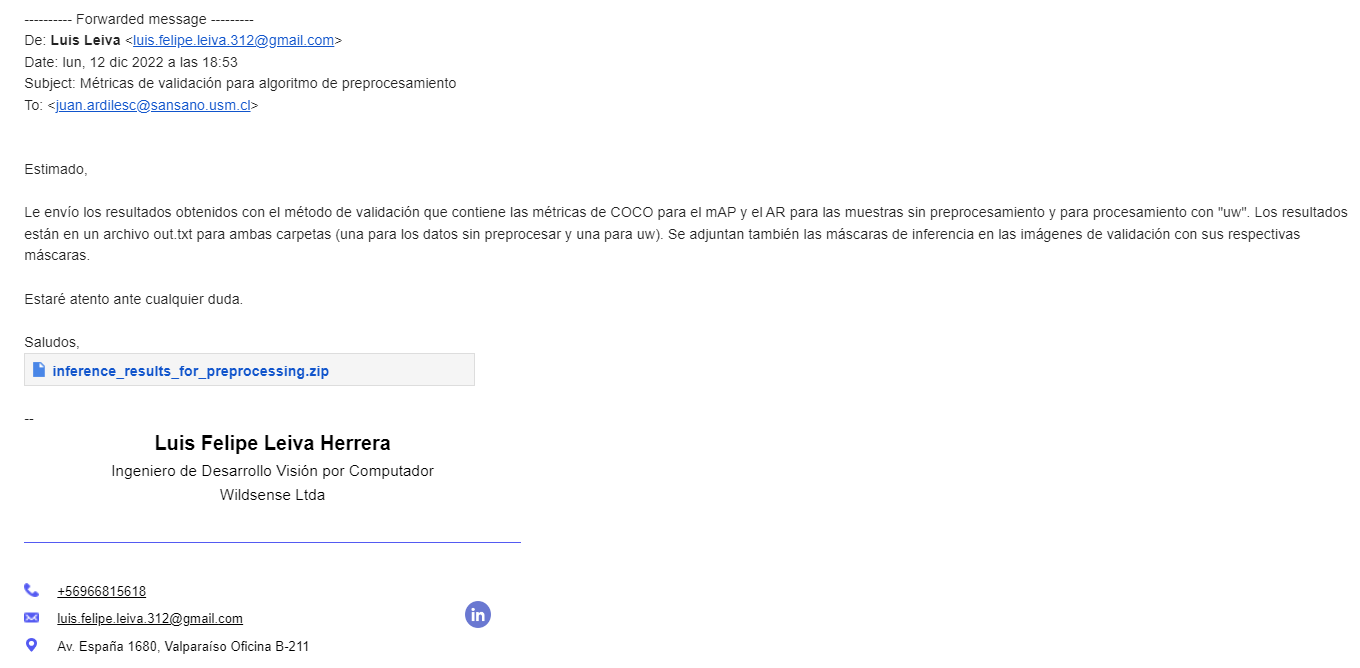 ---------- Forwarded message ---------
De: Luis Leiva <luis.felipe.leiva.312@gmail.com>
Date: lun, 12 dic 2022 a las 18:53
Subject: Métricas de validación para algoritmo de preprocesamiento
To: <juan.ardilesc@sansano.usm.cl>
Estimado,
Le envío los resultados obtenidos con el método de validación que contiene las métricas de COCO para el mAP y el AR para las muestras sin preprocesamiento y para procesamiento con "uw". Los resultados
están en un archivo out.txt para ambas carpetas (una para los datos sin preprocesar y una para uw). Se adjuntan también las máscaras de inferencia en las imágenes de validación con sus respectivas
máscaras.
Estaré atento ante cualquier duda.
Saludos,
inference_results_for_preprocessing.zip
--
Luis Felipe Leiva Herrera
Ingeniero de Desarrollo Visión por Computador
Wildsense Ltda
+56966815618
luis.felipe.leiva.312@gmail.com
in
Av. España 1680, Valparaíso Oficina B-211